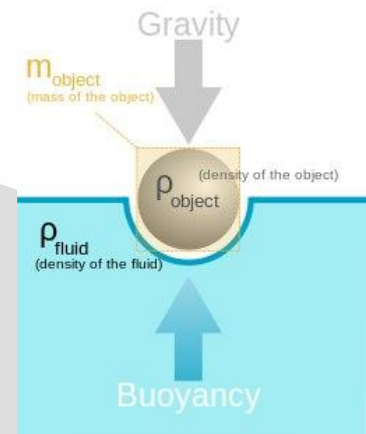 Gravity
m object
(mass of the object)
ρ object
(density of the object)
ρ fluid
(density of the fluid)
Buoyancy